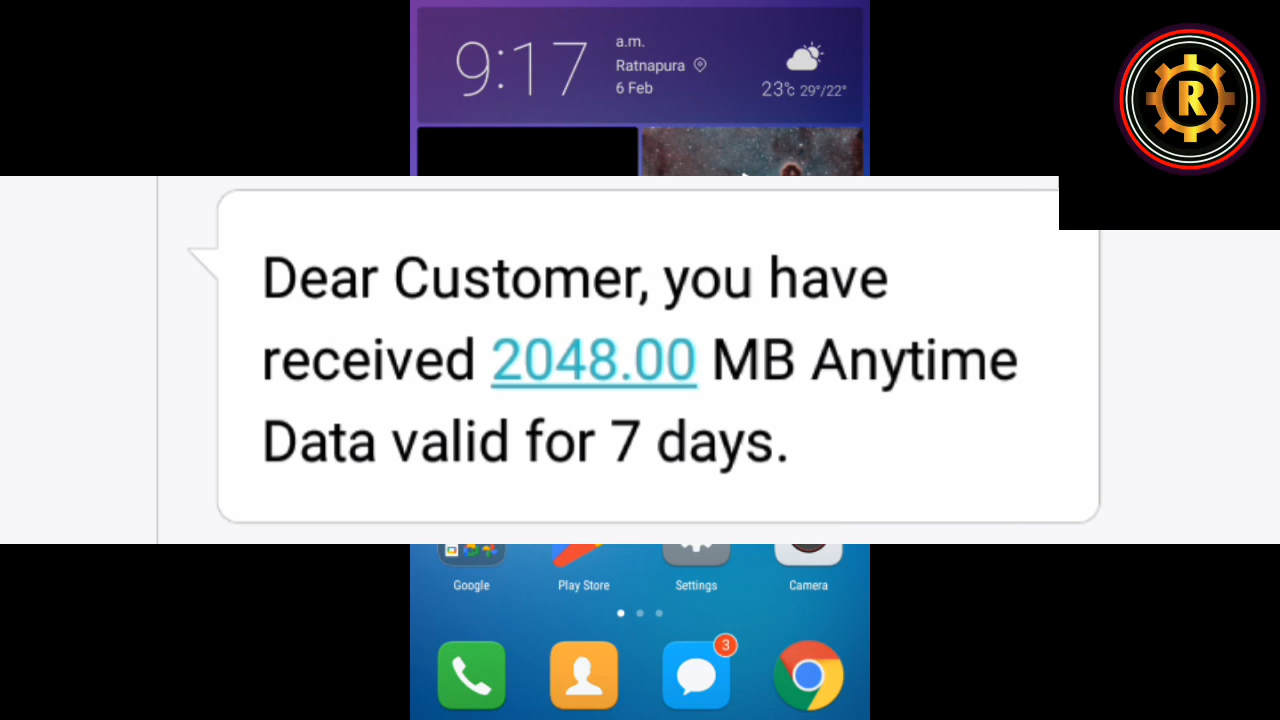 9:17
a.m.
Ratnapura
6 Feb
23°c 29°/22°
R
Dear Customer, you have
received 2048.00 MB Anytime
Data valid for 7 days.
Google
Play Store
Settings
Camera
3